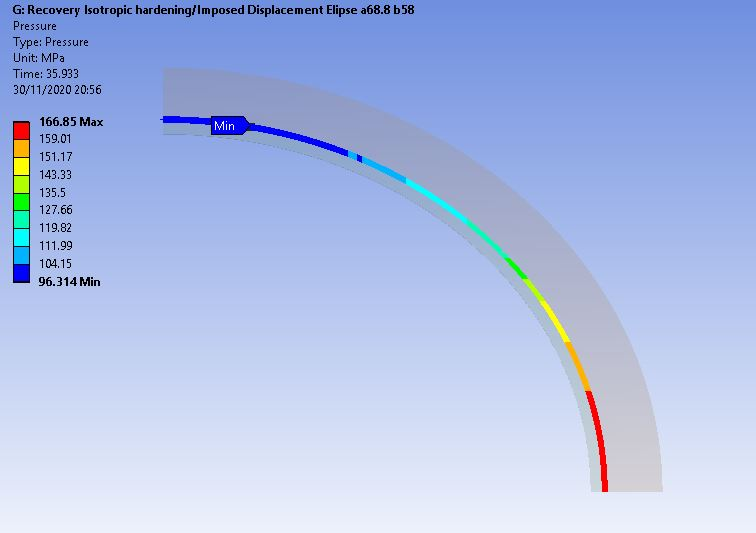 G: Recovery Isotropic hardening/Imposed Displacement Elipse a68.8 b58
Pressure
Type: Pressure
Unit: MPa
Time: 35.933
30/11/2020 20:56
166.85 Max
159.01
151.17
143.33
135.5
127.66
119.82
111.99
104.15
96.314 Min
Min